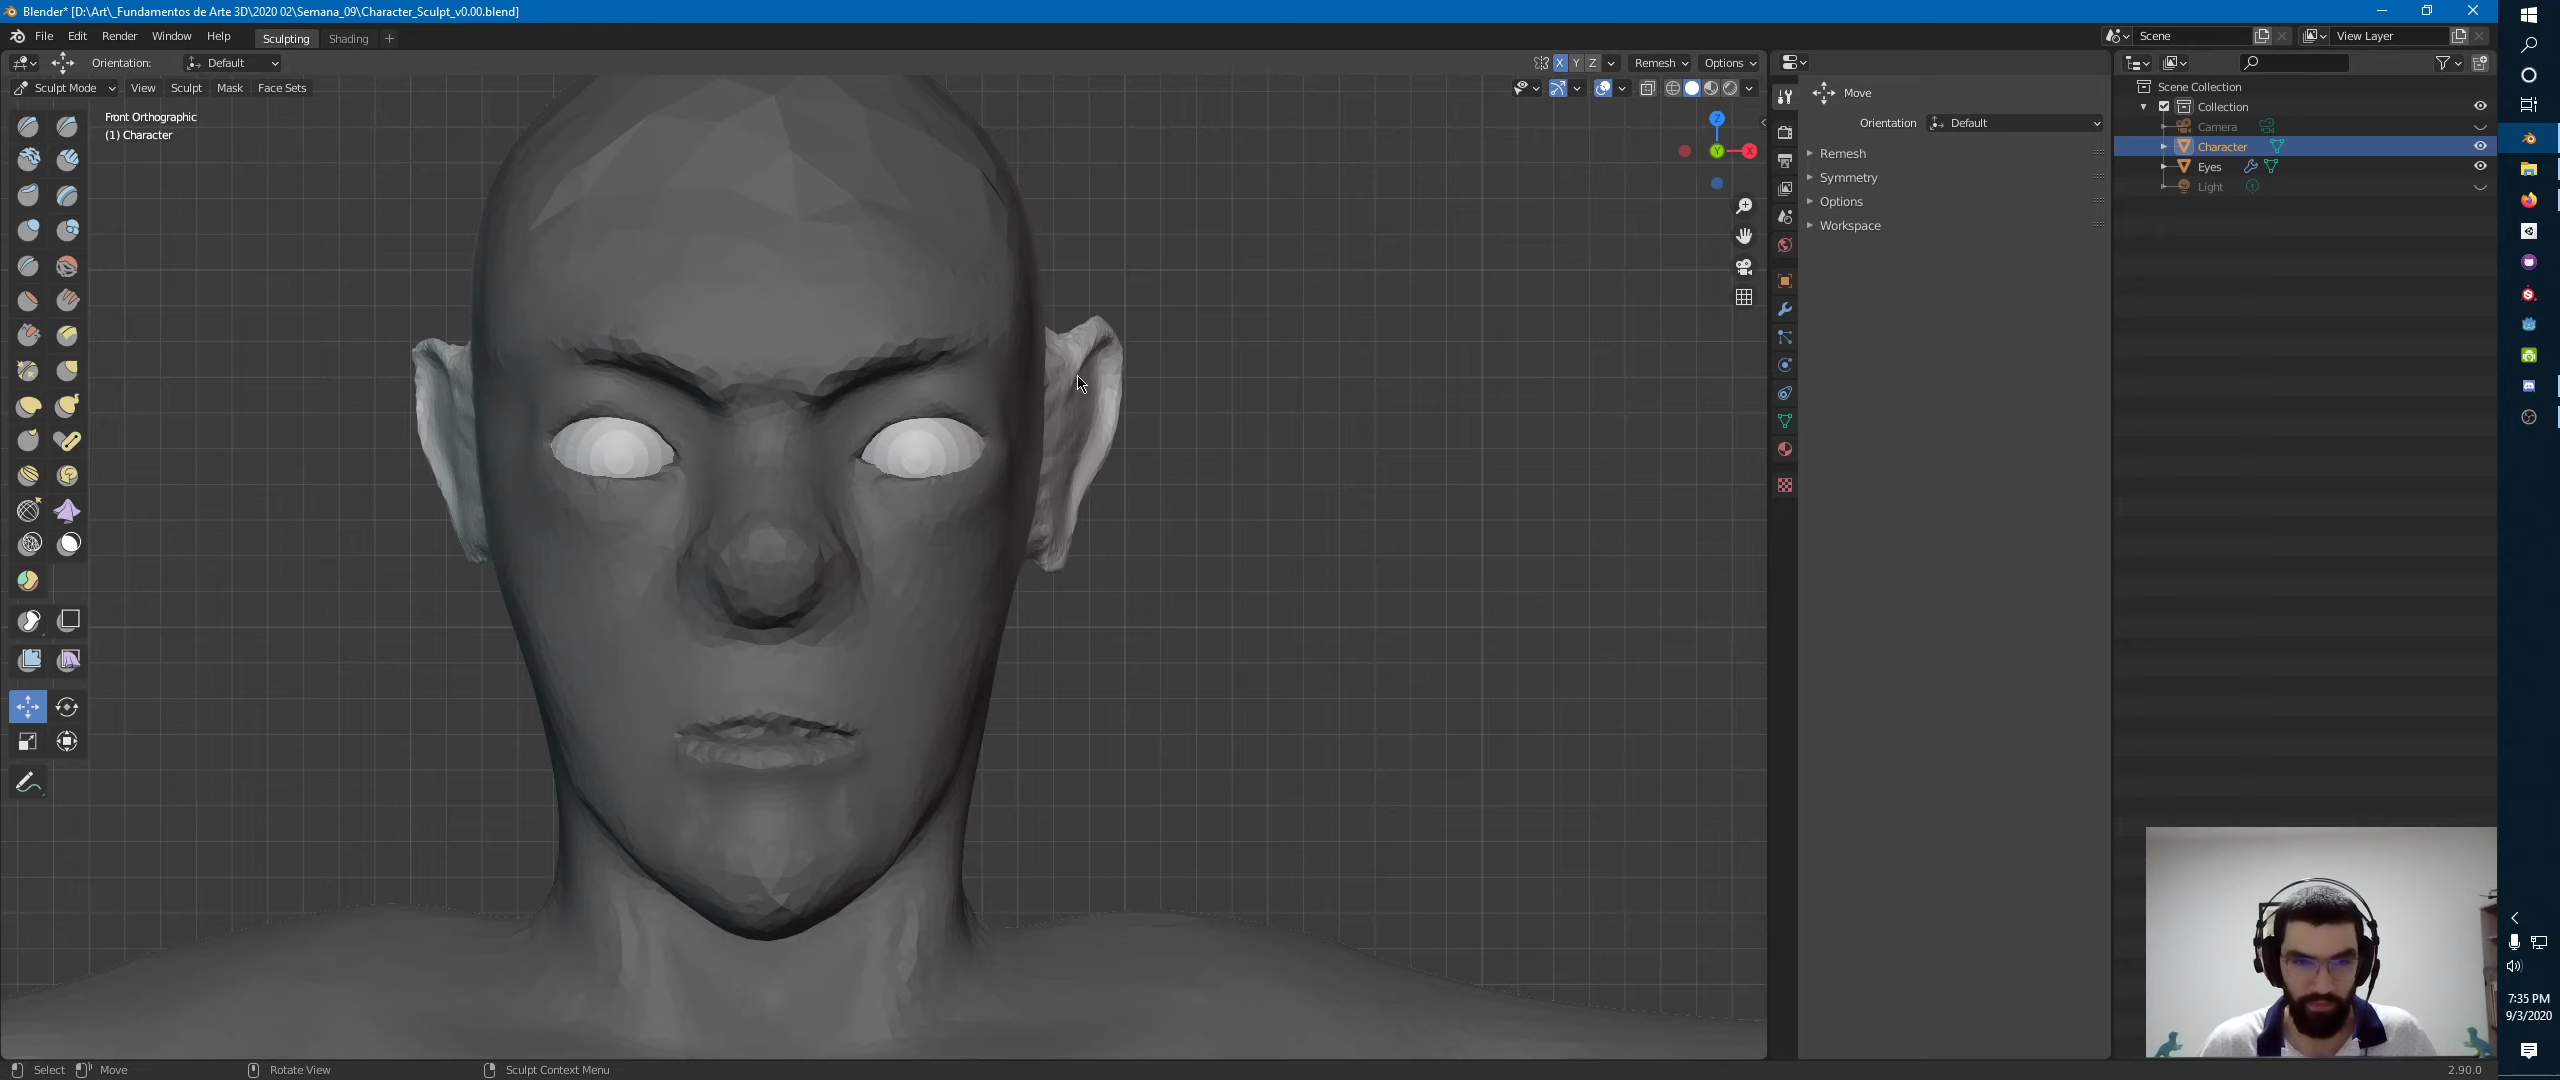 Blender* [D:\Art\_Fundamentos de Arte 3D\2020 02\Semana_09\Character_Sculpt_v0.00.blend]
File Edit Render Window Help Sculpting Shading + Scene View Layer
Orientation: Default X Y Z Remesh Options
Sculpt Mode View Sculpt Mask Face Sets
Front Orthographic
(1) Character
Z
Y
X
Move
Orientation Default
Remesh
Symmetry
Options
Workspace
Scene Collection
Collection
Camera
Character
Eyes
Light
7:35 PM
9/3/2020
Select Move Rotate View Sculpt Context Menu 2.90.0